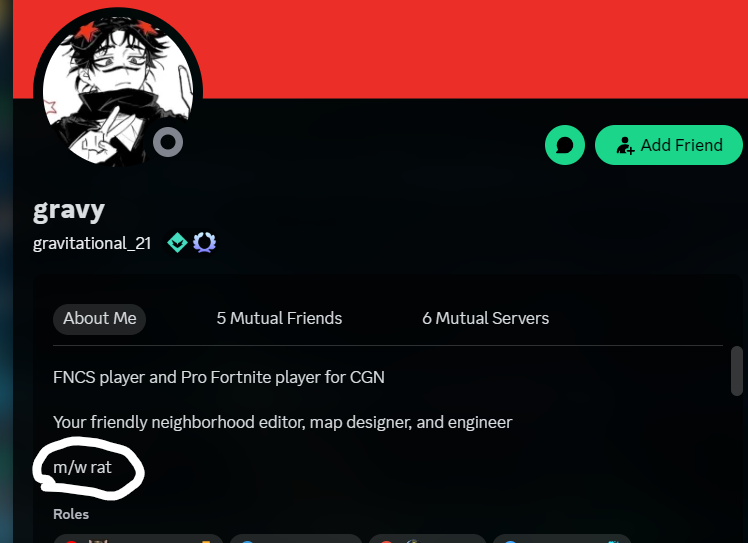 Add Friend
gravy
gravitational_21
About Me
5 Mutual Friends
6 Mutual Servers
FNCS player and Pro Fortnite player for CGN
Your friendly neighborhood editor, map designer, and engineer
m/w rat
Roles